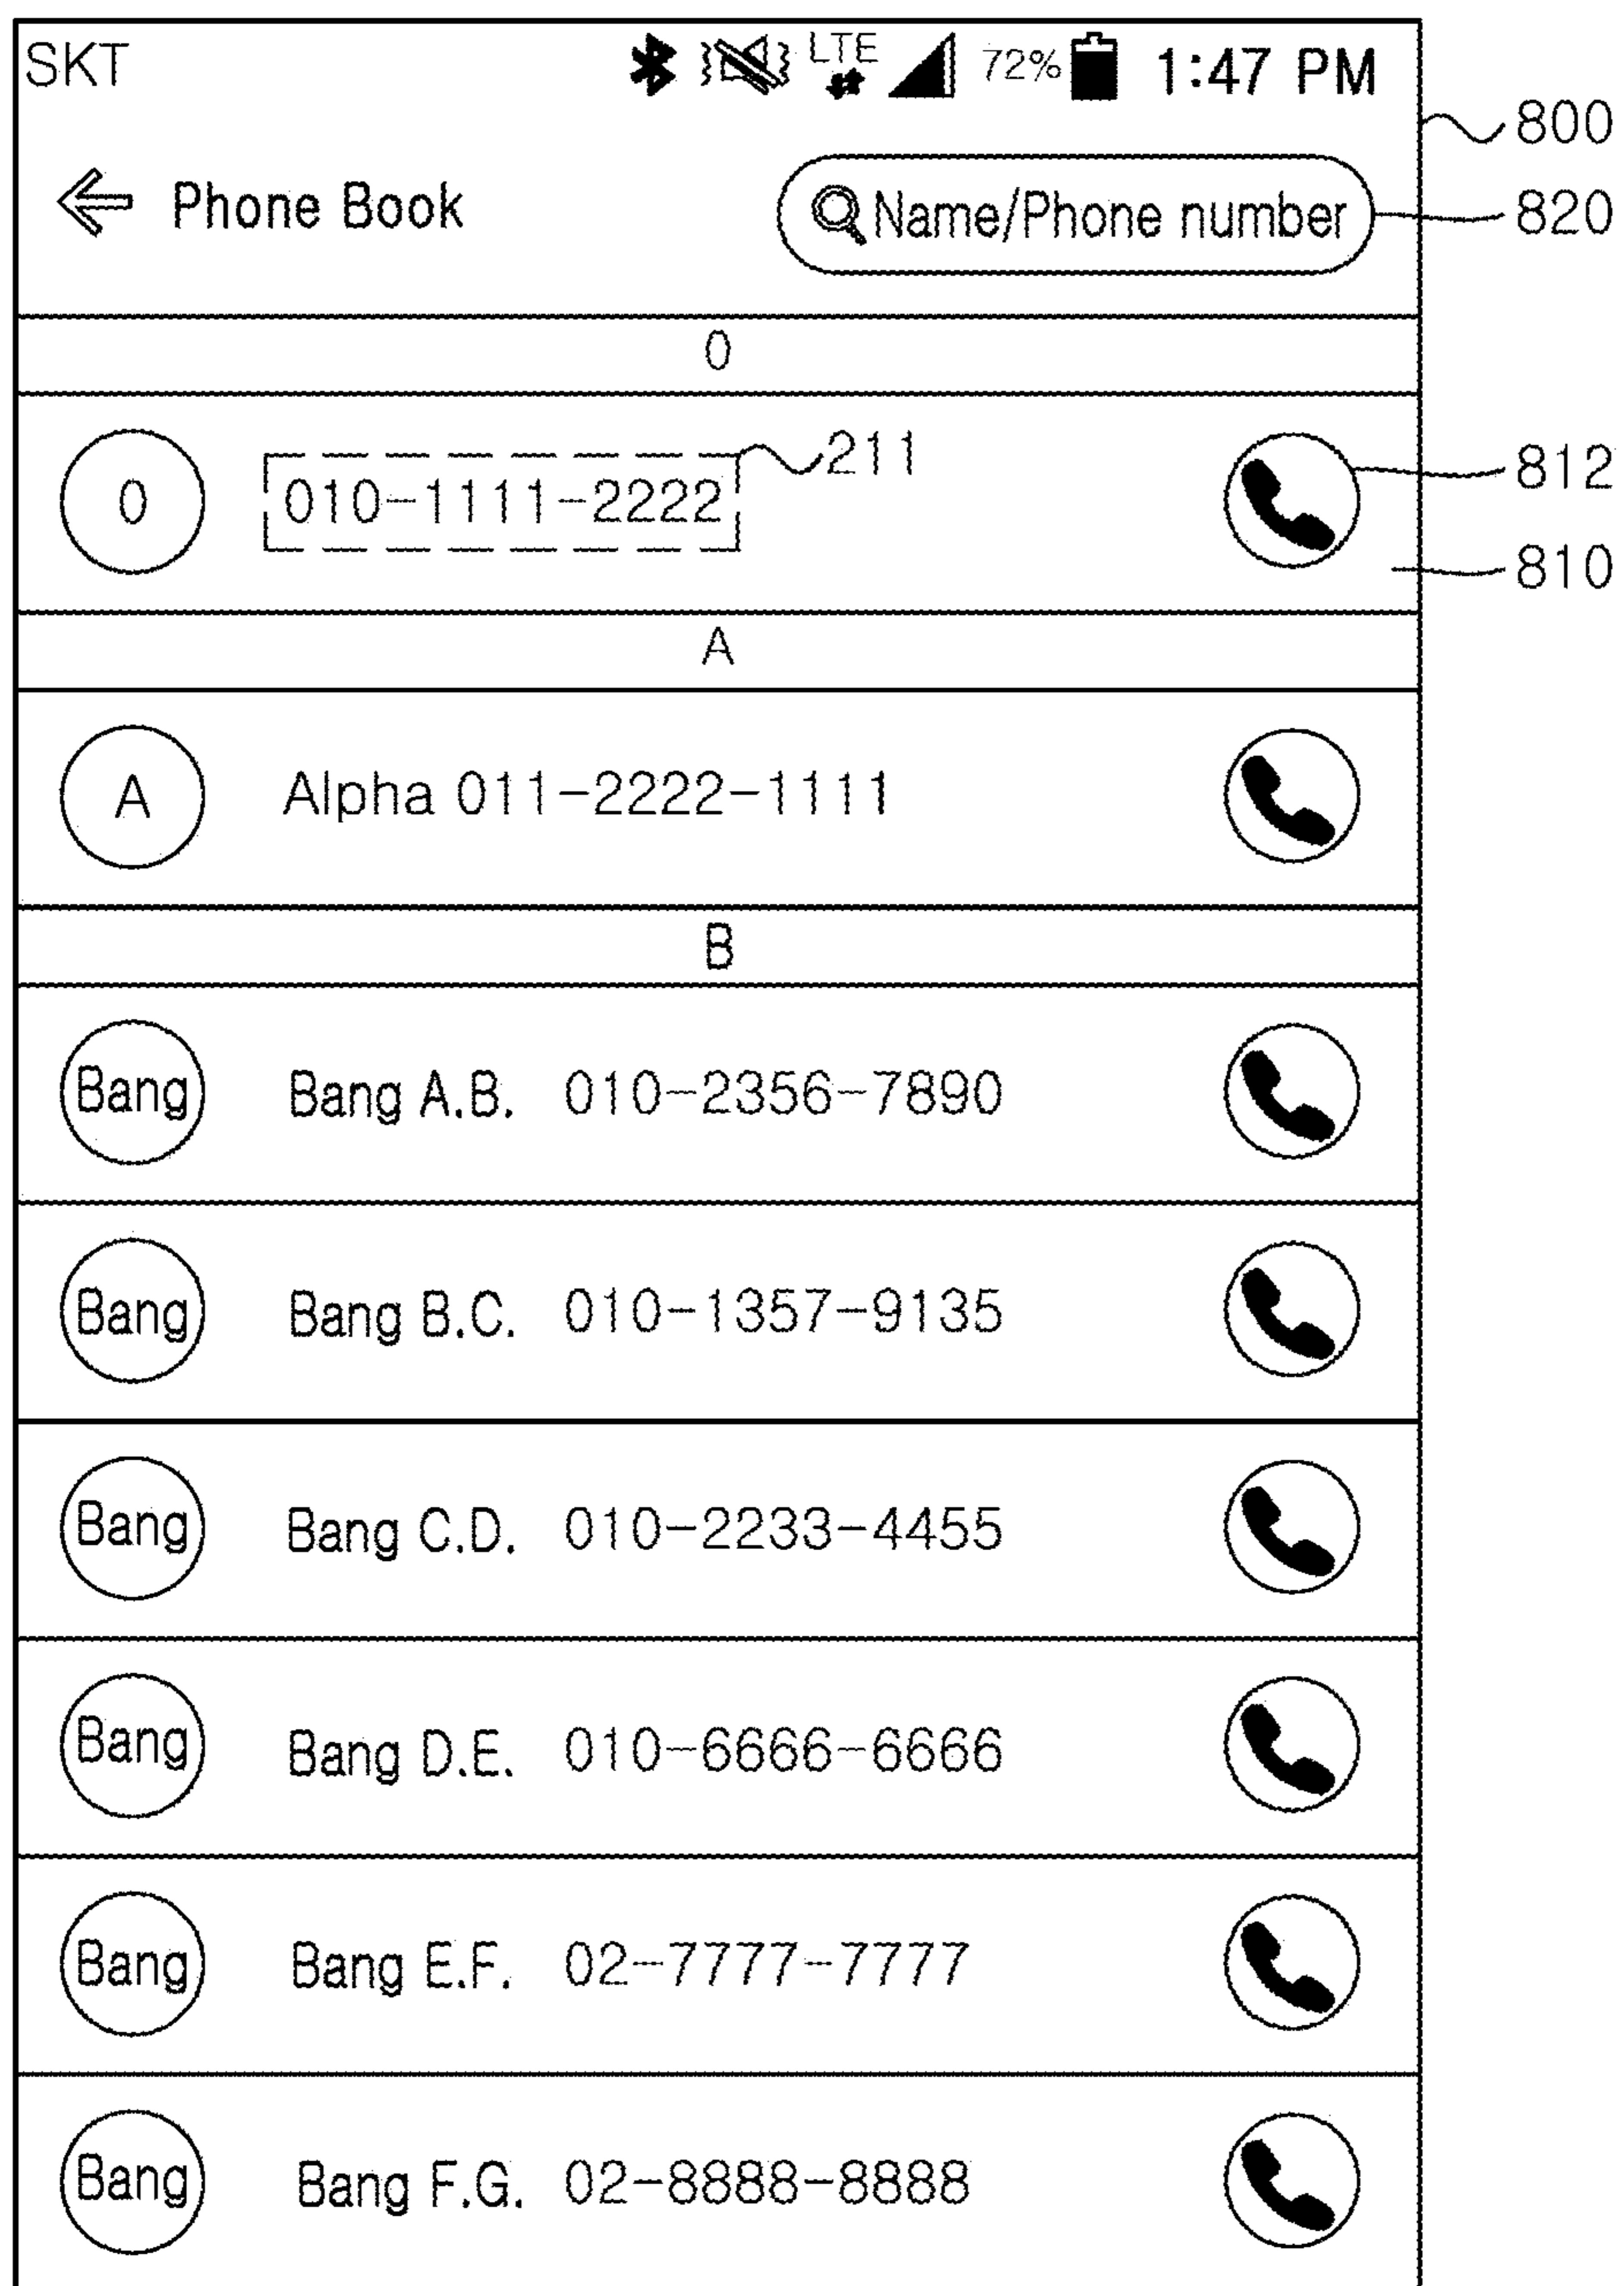 SKT LTE 72% 1:47 PM
800
Phone Book Name/Phone number 820
0
0 010-1111-2222 211 812
810
A
A Alpha 011-2222-1111
B
Bang Bang A.B. 010-2356-7890
Bang Bang B.C. 010-1357-9135
Bang Bang C.D. 010-2233-4455
Bang Bang D.E. 010-6666-6666
Bang Bang E.F. 02-7777-7777
Bang Bang F.G. 02-8888-8888